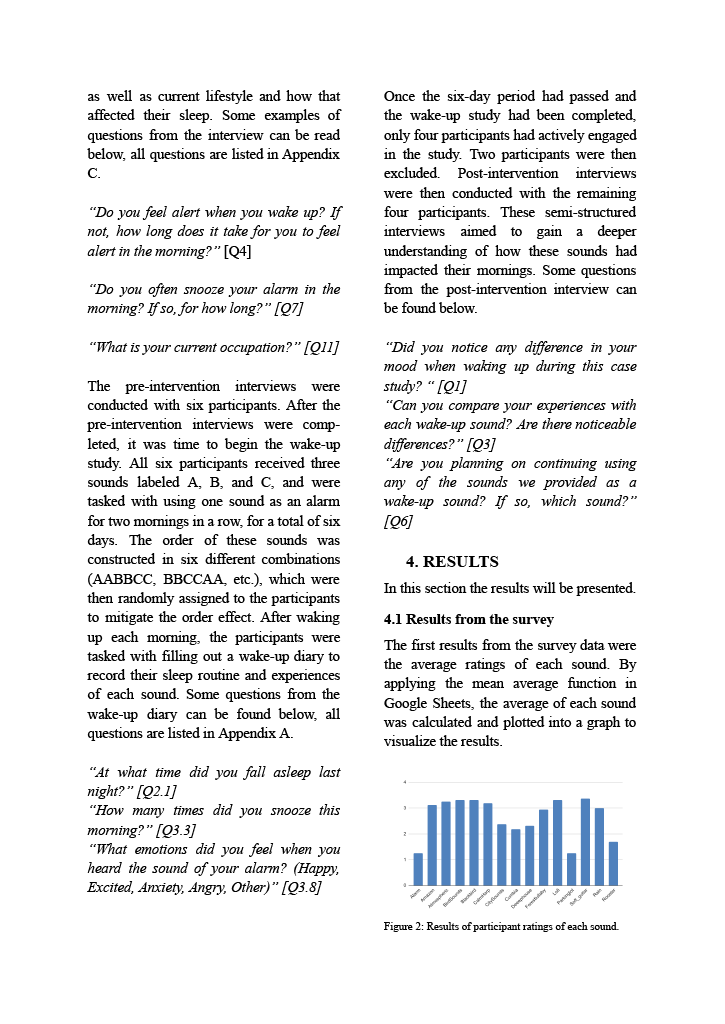 as well as current lifestyle and how that
affected their sleep. Some examples of
questions from the interview can be read
below, all questions are listed in Appendix
C.
“Do you feel alert when you wake up? If
not, how long does it take for you to feel
alert in the morning?” [Q4]
“Do you often snooze your alarm in the
morning? If so, for how long?” [Q7]
“What is your current occupation?” [Q11]
The pre-intervention interviews were
conducted with six participants. After the
pre-intervention interviews were comp-
leted, it was time to begin the wake-up
study. All six participants received three
sounds labeled A, B, and C, and were
tasked with using one sound as an alarm
for two mornings in a row, for a total of six
days. The order of these sounds was
constructed in six different combinations
(AABBCC, BBCCAA, etc.), which were
then randomly assigned to the participants
to mitigate the order effect. After waking
up each morning, the participants were
tasked with filling out a wake-up diary to
record their sleep routine and experiences
of each sound. Some questions from the
wake-up diary can be found below, all
questions are listed in Appendix A.
“At what time did you fall asleep last
night?” [Q2.1]
“How many times did you snooze this
morning?” [Q3.3]
“What emotions did you feel when you
heard the sound of your alarm? (Happy,
Excited, Anxiety, Angry, Other)” [Q3.8]
Once the six-day period had passed and
the wake-up study had been completed,
only four participants had actively engaged
in the study. Two participants were then
excluded. Post-intervention interviews
were then conducted with the remaining
four participants. These semi-structured
interviews aimed to gain a deeper
understanding of how these sounds had
impacted their mornings. Some questions
from the post-intervention interview can
be found below.
“Did you notice any difference in your
mood when waking up during this case
study? “ [Q1]
“Can you compare your experiences with
each wake-up sound? Are there noticeable
differences?” [Q3]
“Are you planning on continuing using
any of the sounds we provided as a
wake-up sound? If so, which sound?”
[Q6]
4. RESULTS
In this section the results will be presented.
4.1 Results from the survey
The first results from the survey data were
the average ratings of each sound. By
applying the mean average function in
Google Sheets, the average of each sound
was calculated and plotted into a graph to
visualize the results.
4
3
2
1
0
Alarm
Amazon
Atmosphere
Rain
Rooster
Figure 2: Results of participant ratings of each sound.